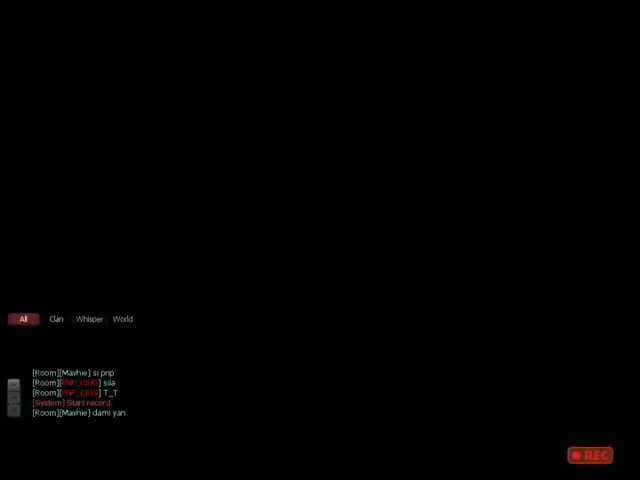 All Clan Whisper World
[Room][Mavhie] si pnp
[Room] sila
[Room] T_T
[System] Start record.
[Room][Mavhie] dami yan
REC